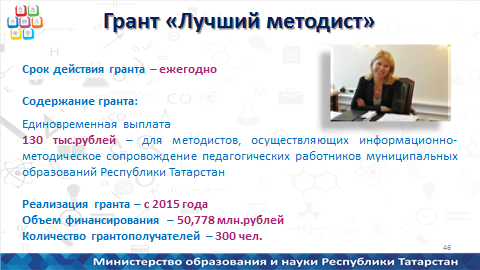 Грант «Лучший методист»
Срок действия гранта – ежегодно
Содержание гранта:
Единовременная выплата
130 тыс.рублей – для методистов, осуществляющих информационно-
методическое сопровождение педагогических работников муниципальных
образований Республики Татарстан
Реализация гранта – с 2015 года
Объем финансирования – 50,778 млн.рублей
Количество грантополучателей – 300 чел.
46
Министерство образования и науки Республики Татарстан